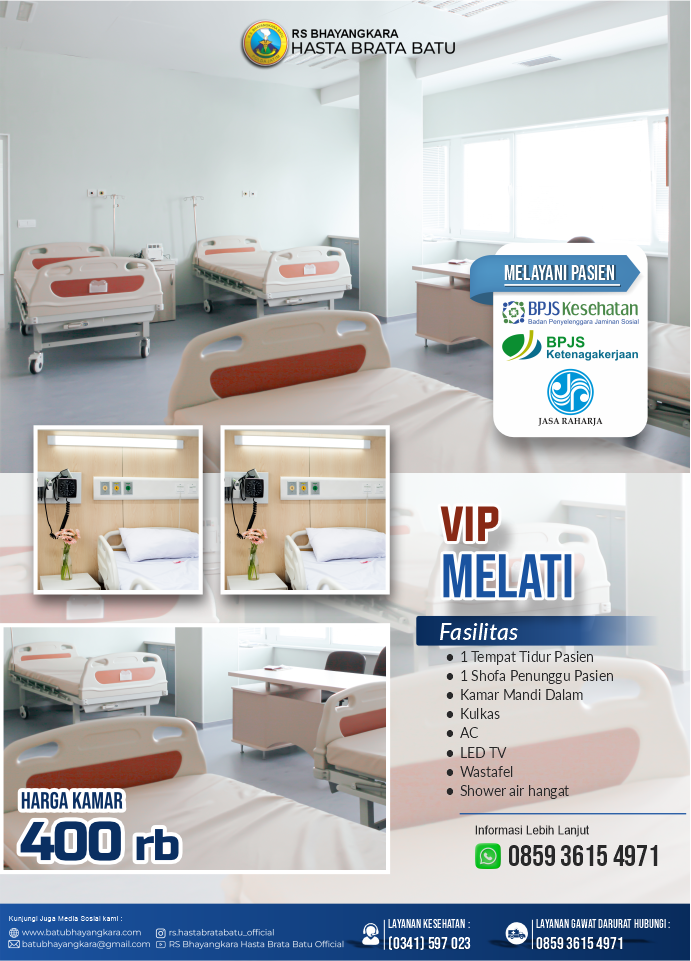 RS BHAYANGKARA
HASTA BRATA BATU
MELAYANI PASIEN
BPJS Kesehatan
Badan Penyelenggara Jaminan Sosial
BPJS
Ketenagakerjaan
JASA RAHARJA
VIP
MELATI
Fasilitas
• 1 Tempat Tidur Pasien
• 1 Shofa Penunggu Pasien
• Kamar Mandi Dalam
• Kulkas
• AC
• LED TV
• Wastafel
• Shower air hangat
HARGA KAMAR
400 rb
Informasi Lebih Lanjut
0859 3615 4971
Kunjungi Juga Media Sosial kami :
www.batubhayangkara.com
rs.hastabratabatu_official
batubhayangkara@gmail.com
RS Bhayangkara Hasta Brata Batu Official
LAYANAN KESEHATAN :
(0341) 597 023
LAYANAN GAWAT DARURAT HUBUNGI :
0859 3615 4971